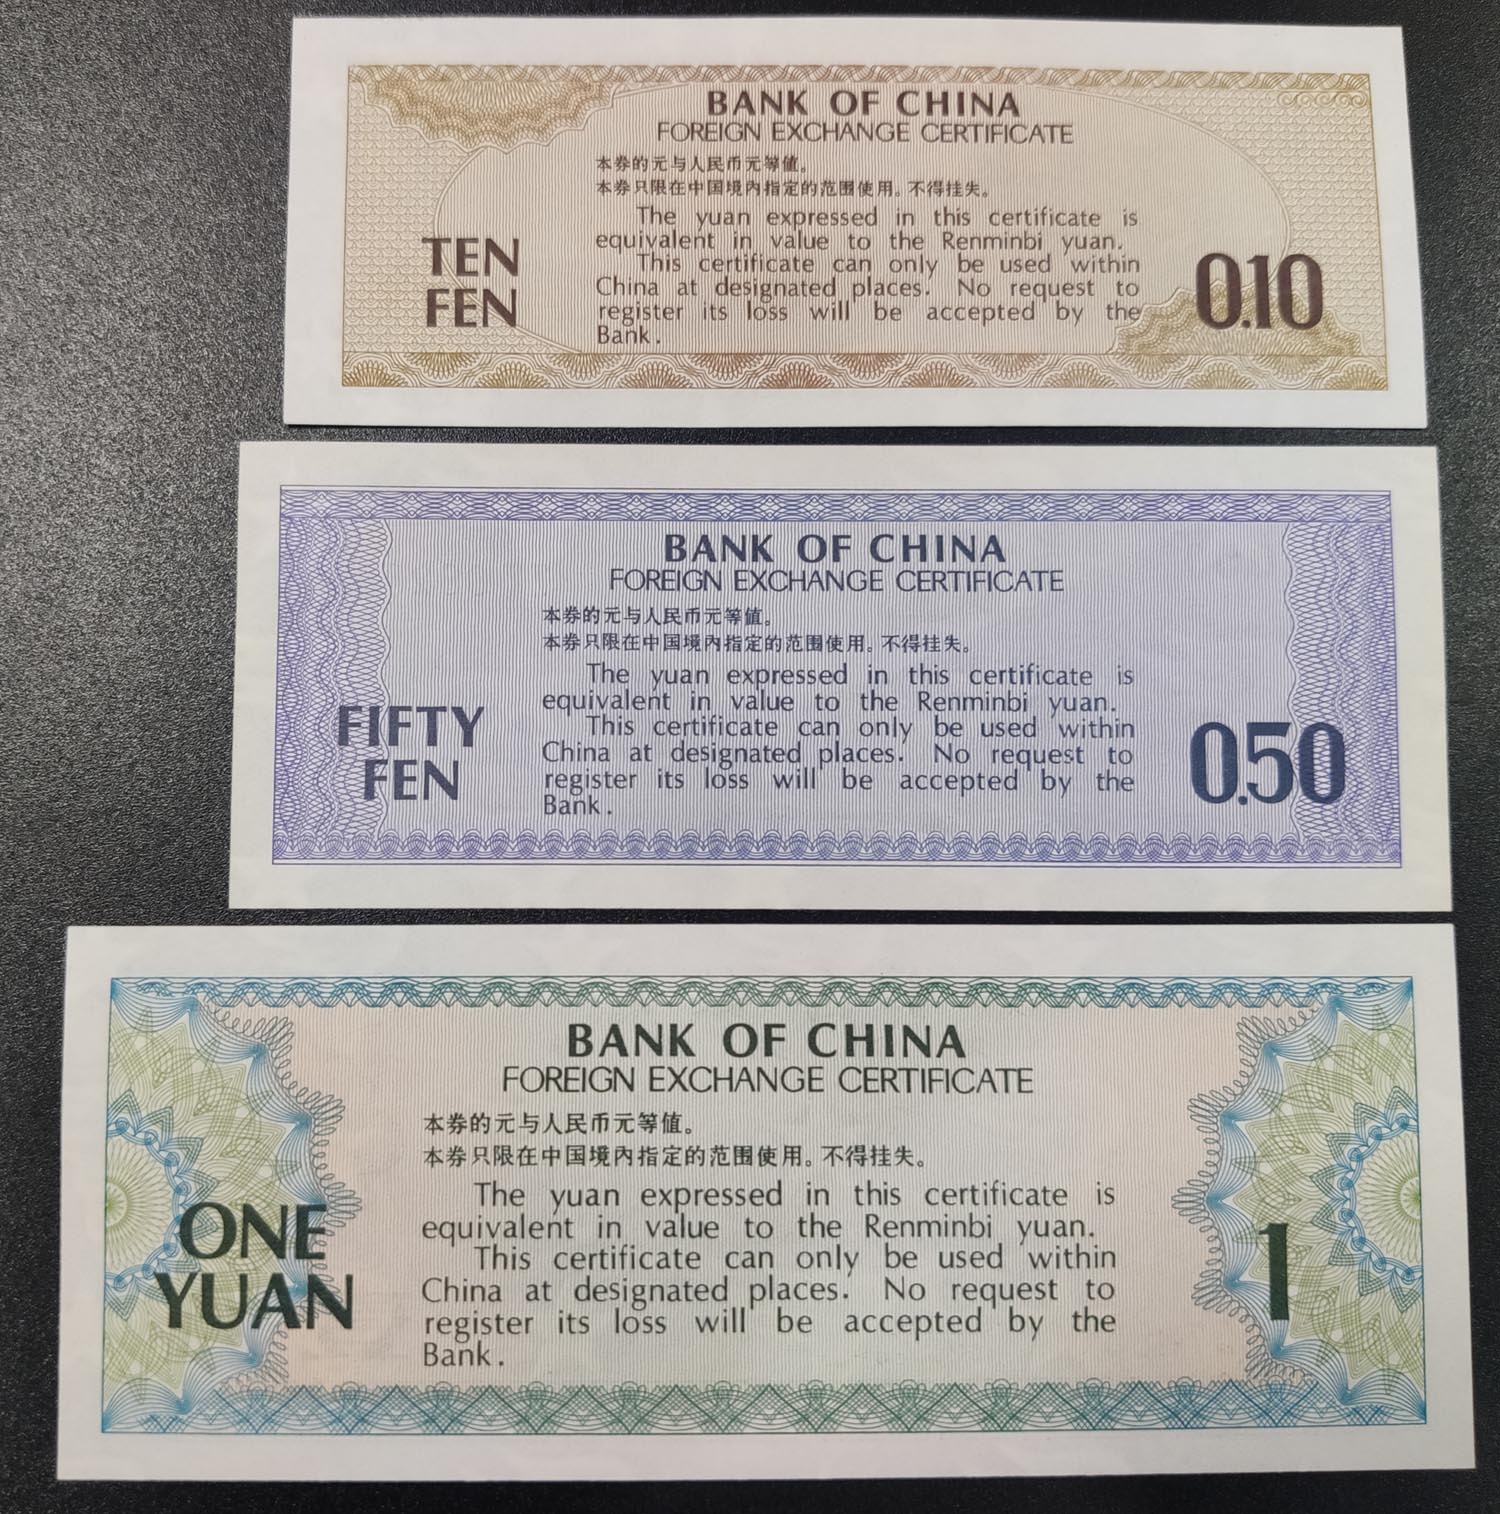 BANK OF CHINA
FOREIGN EXCHANGE CERTIFICATE
本券的元与人民币元等值。
本券只限在中国境内指定的范围使用。不得挂失。
The yuan expressed in this certificate is
equivalent in value to the Renminbi yuan.
This certificate can only be used within
China at designated places. No request to
register its loss will be accepted by the
Bank.
TEN
FEN
0.10
BANK OF CHINA
FOREIGN EXCHANGE CERTIFICATE
本券的元与人民币元等值。
本券只限在中国境内指定的范围使用。不得挂失。
The yuan expressed in this certificate is
equivalent in value to the Renminbi yuan.
This certificate can only be used within
China at designated places. No request to
register its loss will be accepted by the
Bank.
FIFTY
FEN
0.50
BANK OF CHINA
FOREIGN EXCHANGE CERTIFICATE
本券的元与人民币元等值。
本券只限在中国境内指定的范围使用。不得挂失。
The yuan expressed in this certificate is
equivalent in value to the Renminbi yuan.
This certificate can only be used within
China at designated places. No request to
register its loss will be accepted by the
Bank.
ONE
YUAN
1